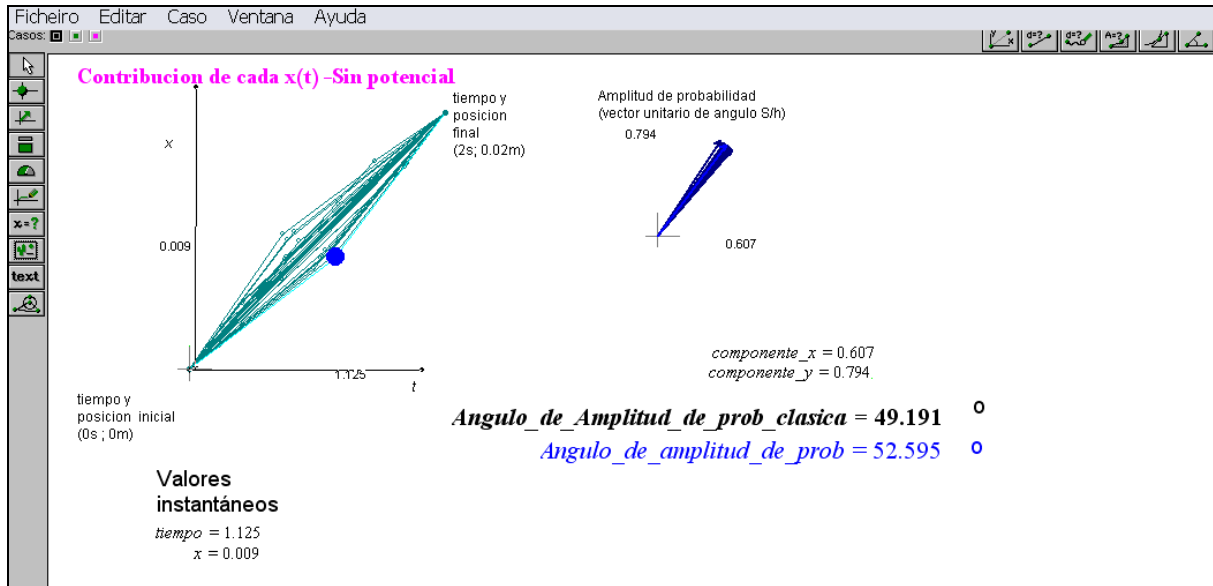 Ficheiro Editar Caso Ventana Ayuda
Casos:
y x d=? d=? A=?
x=?
text
Contribucion de cada x(t) -Sin potencial
x
0.009
1.125
t
tiempo y
posicion
final
(2s; 0.02m)
Amplitud de probabilidad
(vector unitario de angulo S/h)
0.794
0.607
componente_x = 0.607
componente_y = 0.794.
tiempo y
posicion inicial
(0s ; 0m)
Angulo_de_Amplitud_de_prob_clasica = 49.191 o
Angulo_de_amplitud_de_prob = 52.595 o
Valores
instantáneos
tiempo = 1.125
x = 0.009